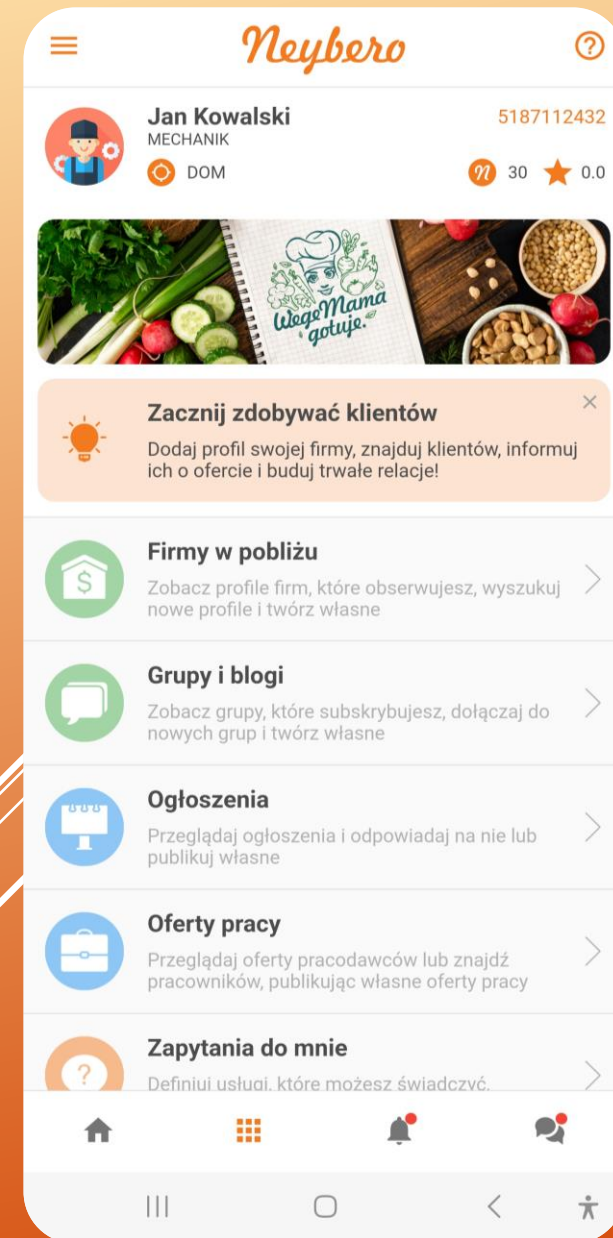 Neybero
Jan Kowalski
5187112432
MECHANIK
DOM
30
0.0
WegeMama
gotuje.
Zacznij zdobywać klientów
Dodaj profil swojej firmy, znajduj klientów, informuj
ich o ofercie i buduj trwałe relacje!
Firmy w pobliżu
Zobacz profile firm, które obserwujesz, wyszukuj
nowe profile i twórz własne
Grupy i blogi
Zobacz grupy, które subskrybujesz, dołączaj do
nowych grup i twórz własne
Ogłoszenia
Przeglądaj ogłoszenia i odpowiadaj na nie lub
publikuj własne
Oferty pracy
Przeglądaj oferty pracodawców lub znajdź
pracowników, publikując własne oferty pracy
Zapytania do mnie
Definiuj usługi, które możesz świadczyć,